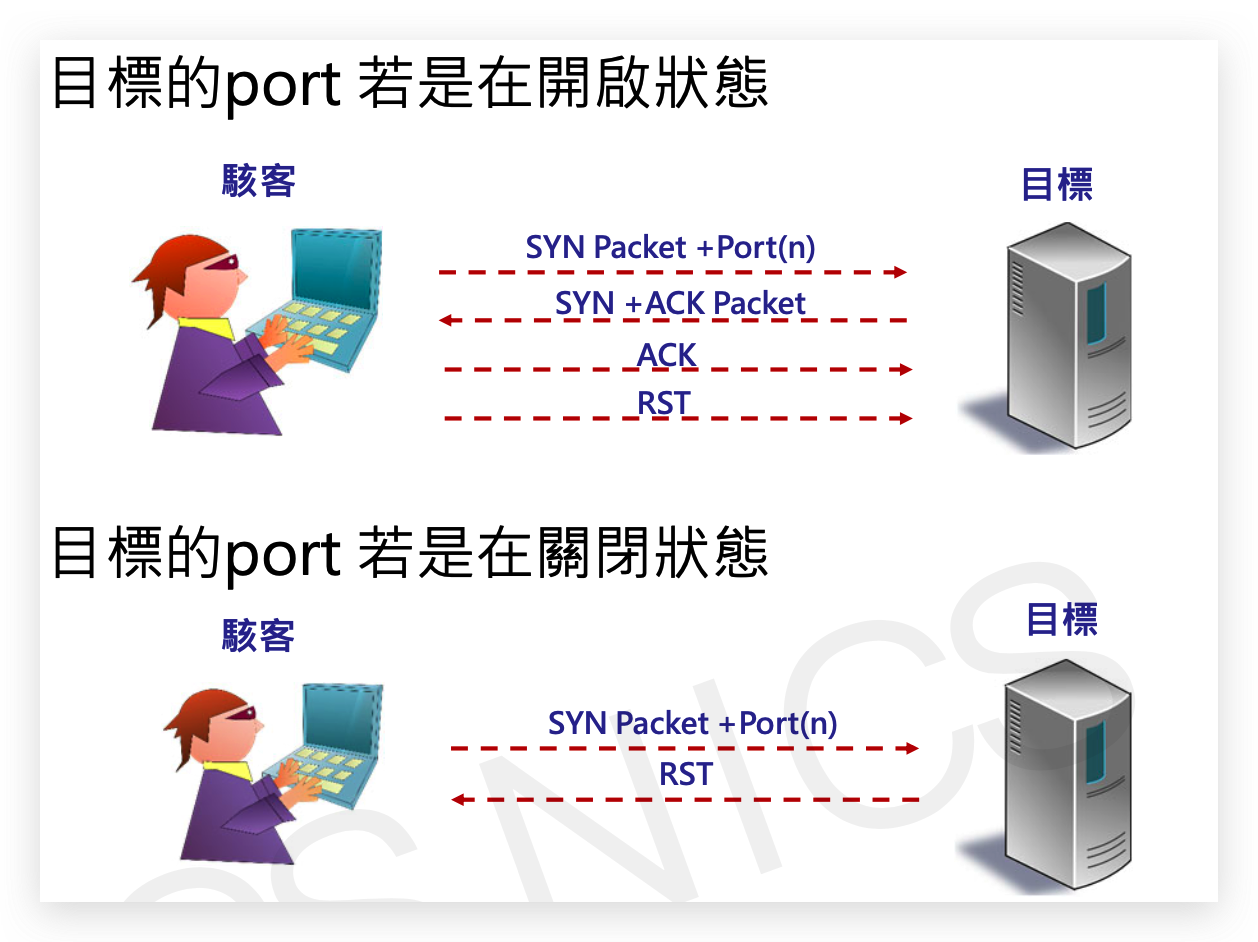 目標的port 若是在開啟狀態
駭客
目標
SYN Packet +Port(n)
SYN +ACK Packet
ACK
RST
目標的port 若是在關閉狀態
駭客
目標
SYN Packet +Port(n)
RST
CS NICS